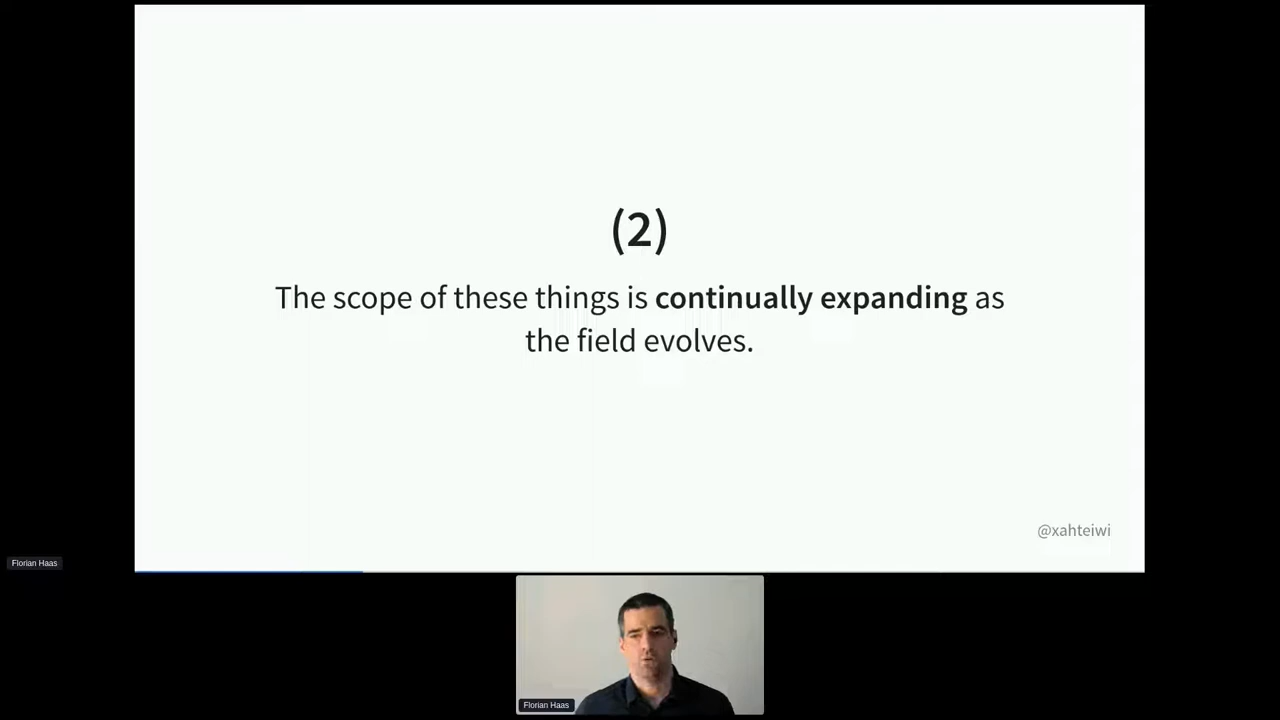 (2)
The scope of these things is continually expanding as
the field evolves.
@xahteiwi
Florian Haas
Florian Haas